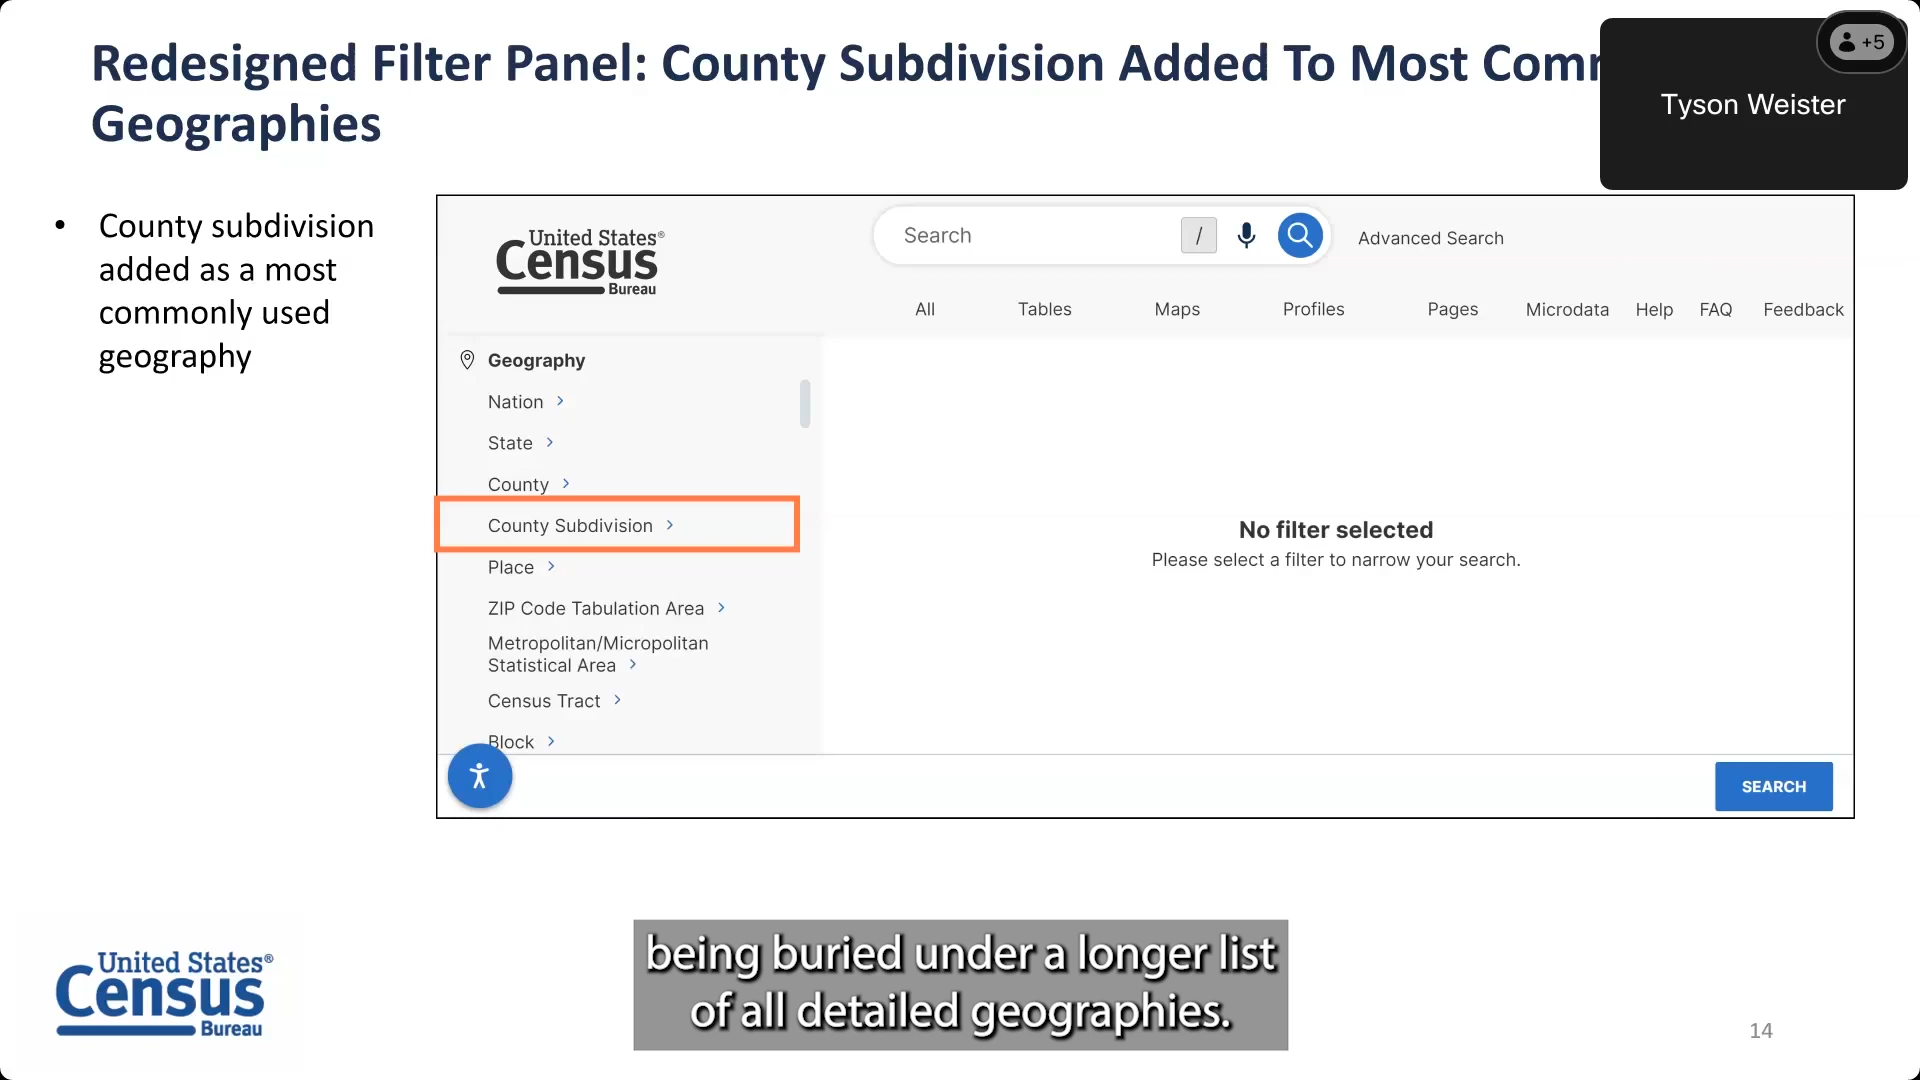 Redesigned Filter Panel: County Subdivision Added To Most Com
Geographies
+5
Tyson Weister
• County subdivision
added as a most
commonly used
geography
United States®
Census
Bureau
Search
/
Advanced Search
All Tables Maps Profiles Pages Microdata Help FAQ Feedback
Geography
Nation
State
County
County Subdivision
Place
ZIP Code Tabulation Area
Metropolitan/Micropolitan
Statistical Area
Census Tract
Block
No filter selected
Please select a filter to narrow your search.
SEARCH
being buried under a longer list
of all detailed geographies.
United States®
Census
Bureau
14